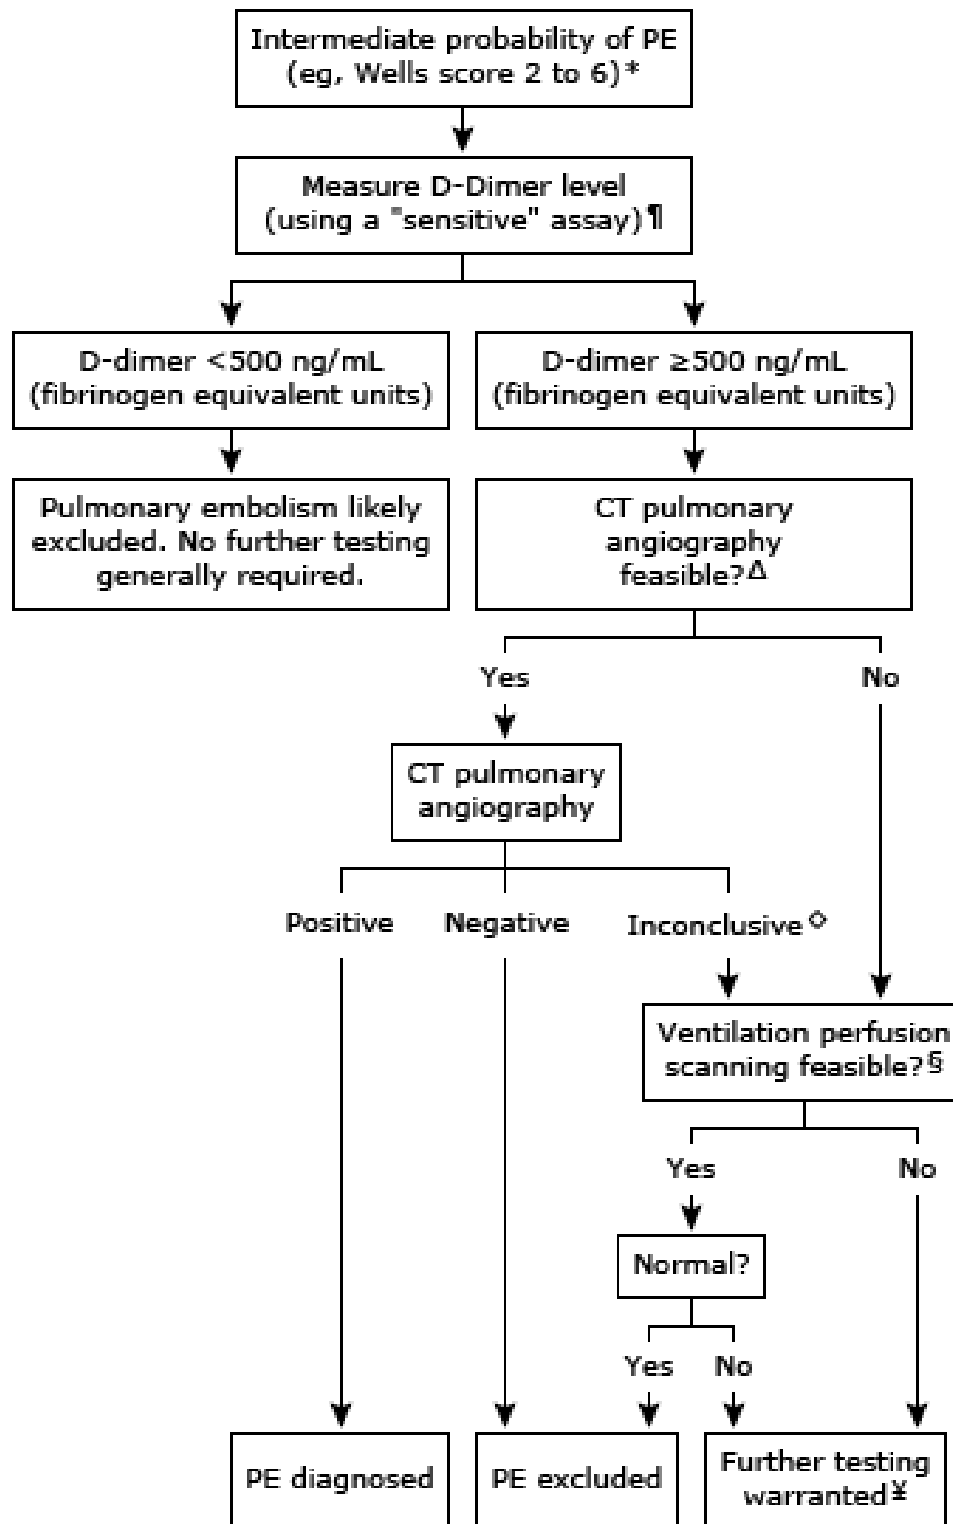 Intermediate probability of PE
(eg, Wells score 2 to 6)*
Measure D-Dimer level
(using a "sensitive" assay)¶
D-dimer <500 ng/mL
(fibrinogen equivalent units)
D-dimer ≥500 ng/mL
(fibrinogen equivalent units)
Pulmonary embolism likely
excluded. No further testing
generally required.
CT pulmonary
angiography
feasible?Δ
Yes
No
CT pulmonary
angiography
Positive
Negative
Inconclusive◇
Ventilation perfusion
scanning feasible?§
Yes
No
Normal?
Yes
No
PE diagnosed
PE excluded
Further testing
warranted¥